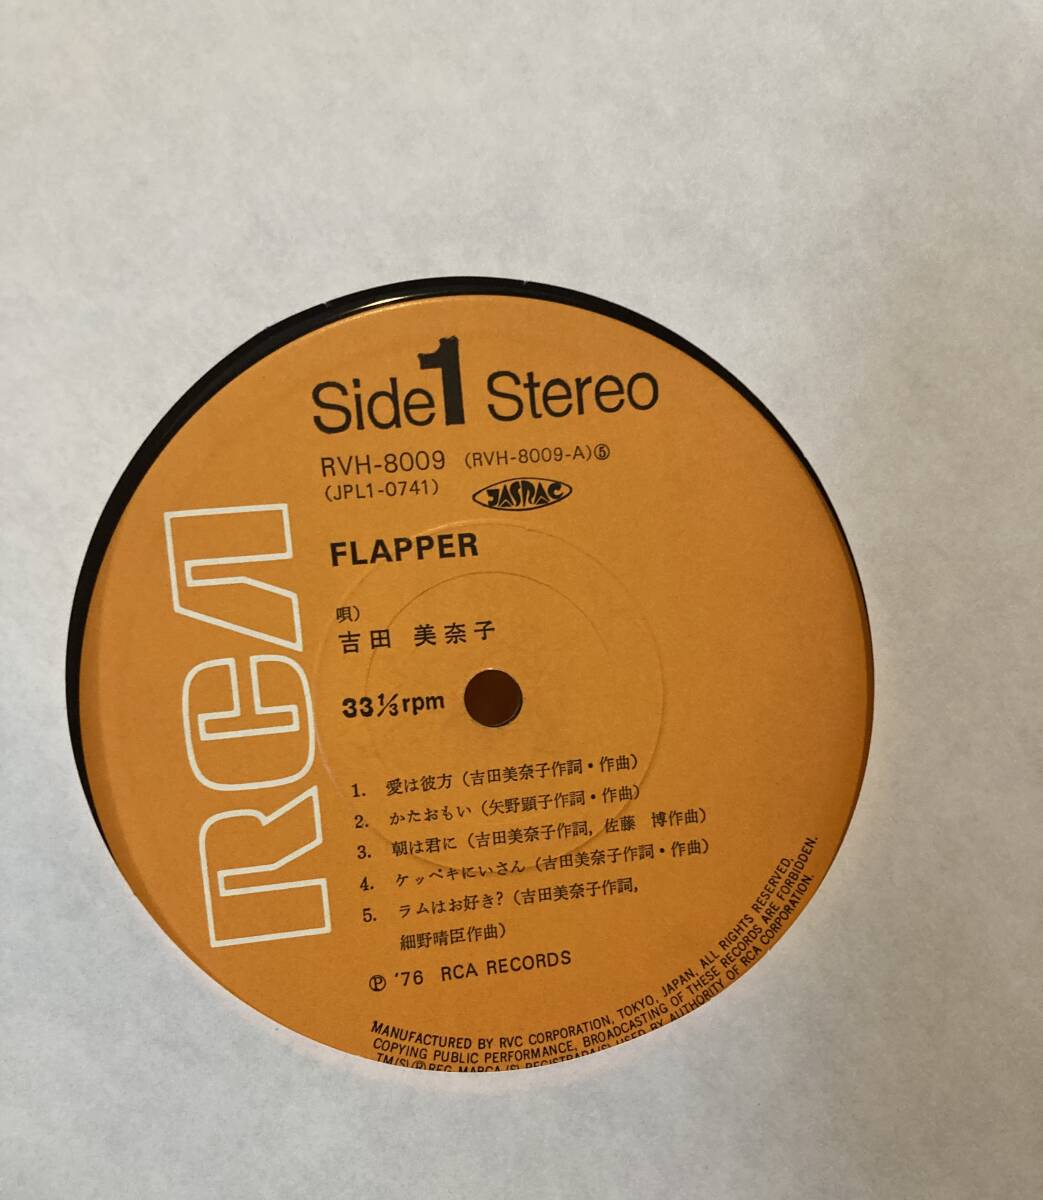 Side 1 Stereo
RVH-8009 (RVH-8009-A)⑤
(JPL1-0741)
JASRAC
FLAPPER
唄)
吉田 美奈子
33⅓rpm
1. 愛は彼方(吉田美奈子作詞・作曲)
2. かたおもい(矢野顕子作詞・作曲)
3. 朝は君に(吉田美奈子作詞, 佐藤 博作曲)
4. ケッペキにいさん(吉田美奈子作詞・作曲)
5. ラムはお好き?(吉田美奈子作詞,
細野晴臣作曲)
Ⓟ '76 RCA RECORDS
RCA
MANUFACTURED BY RVC CORPORATION, TOKYO, JAPAN, ALL RIGHTS RESERVED,
COPYING PUBLIC PERFORMANCE, BROADCASTING OF THESE RECORDS ARE FORBIDDEN.
TM(S)® REG MARCA(S) REGISTRADA(S) USED BY AUTHORITY OF RCA CORPORATION.